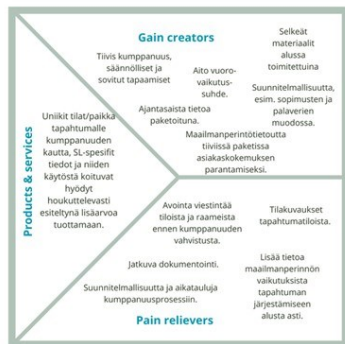 Gain creators
Tiivis kumppanuus,
säännölliset ja
sovitut tapaamiset
Aito vuoro-
vaikutus-
suhde.
Selkeät
materiaalit
alussa
toimitettuina
Ajantasaista tietoa
paketoituna.
Suunnitelmallisuutta,
esim. sopimusten ja
palaverien
muodossa.
Maailmanperintötietoutta
tiiviissä paketissa
asiakaskokemuksen
parantamiseksi.
Products & services
Uniikit tilat/paikka
tapahtumalle
kumppanuuden
kautta, SL-spesifit
tiedot ja niiden
käytöstä koituvat
hyödyt
houkuttelevasti
esiteltynä lisäarvoa
tuottamaan.
Avointa viestintää
tiloista ja raameista
ennen kumppanuuden
vahvistusta.
Tilakuvaukset
tapahtumatiloista.
Jatkuva dokumentointi.
Lisää tietoa
maailmanperinnön
vaikutuksista
tapahtuman
järjestämiseen
alusta asti.
Suunnitelmallisuutta ja aikatauluja
kumppanuusprosessiin.
Pain relievers